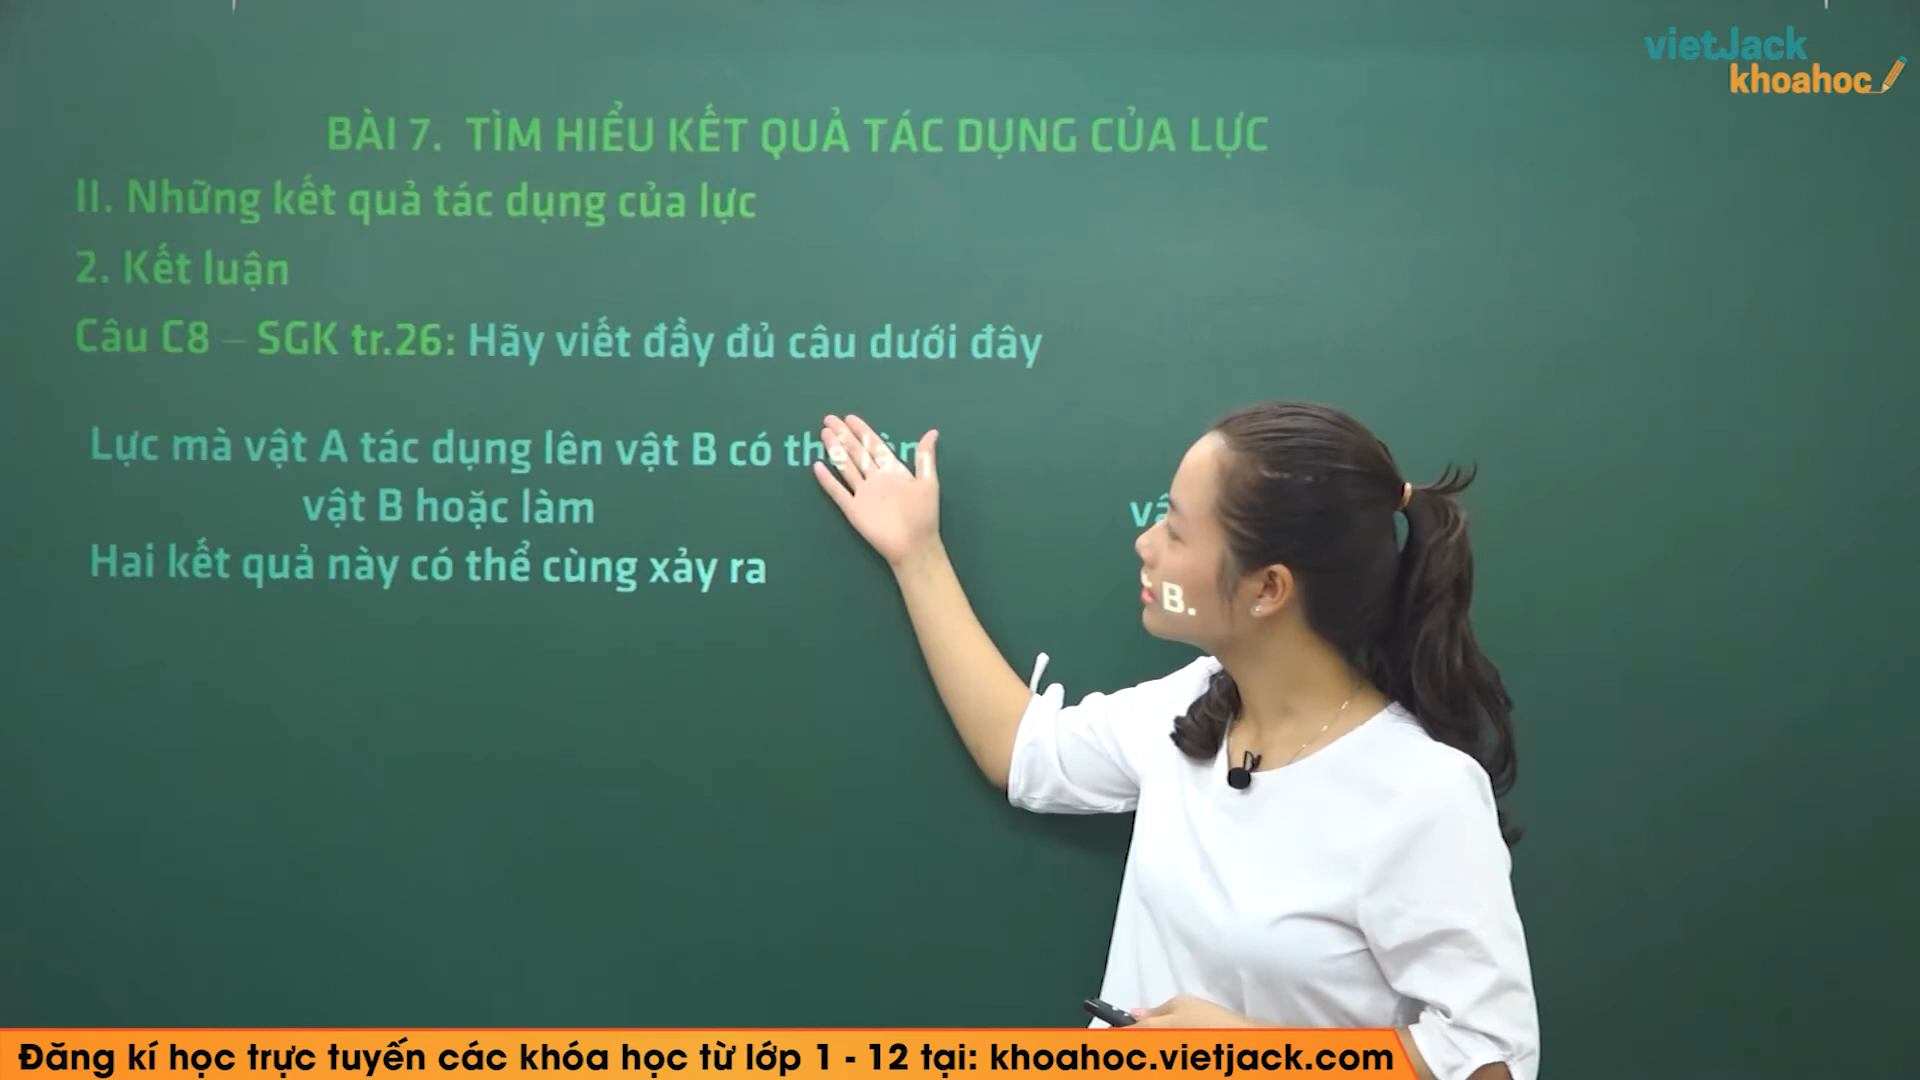 vietJack
khoahoc
BÀI 7. TÌM HIỂU KẾT QUẢ TÁC DỤNG CỦA LỰC
II. Những kết quả tác dụng của lực
2. Kết luận
Câu C8 – SGK tr.26: Hãy viết đầy đủ câu dưới đây
Lực mà vật A tác dụng lên vật B có thể làm
vật B hoặc làm
Hai kết quả này có thể cùng xảy ra
B.
Đăng kí học trực tuyến các khóa học từ lớp 1 - 12 tại: khoahoc.vietjack.com